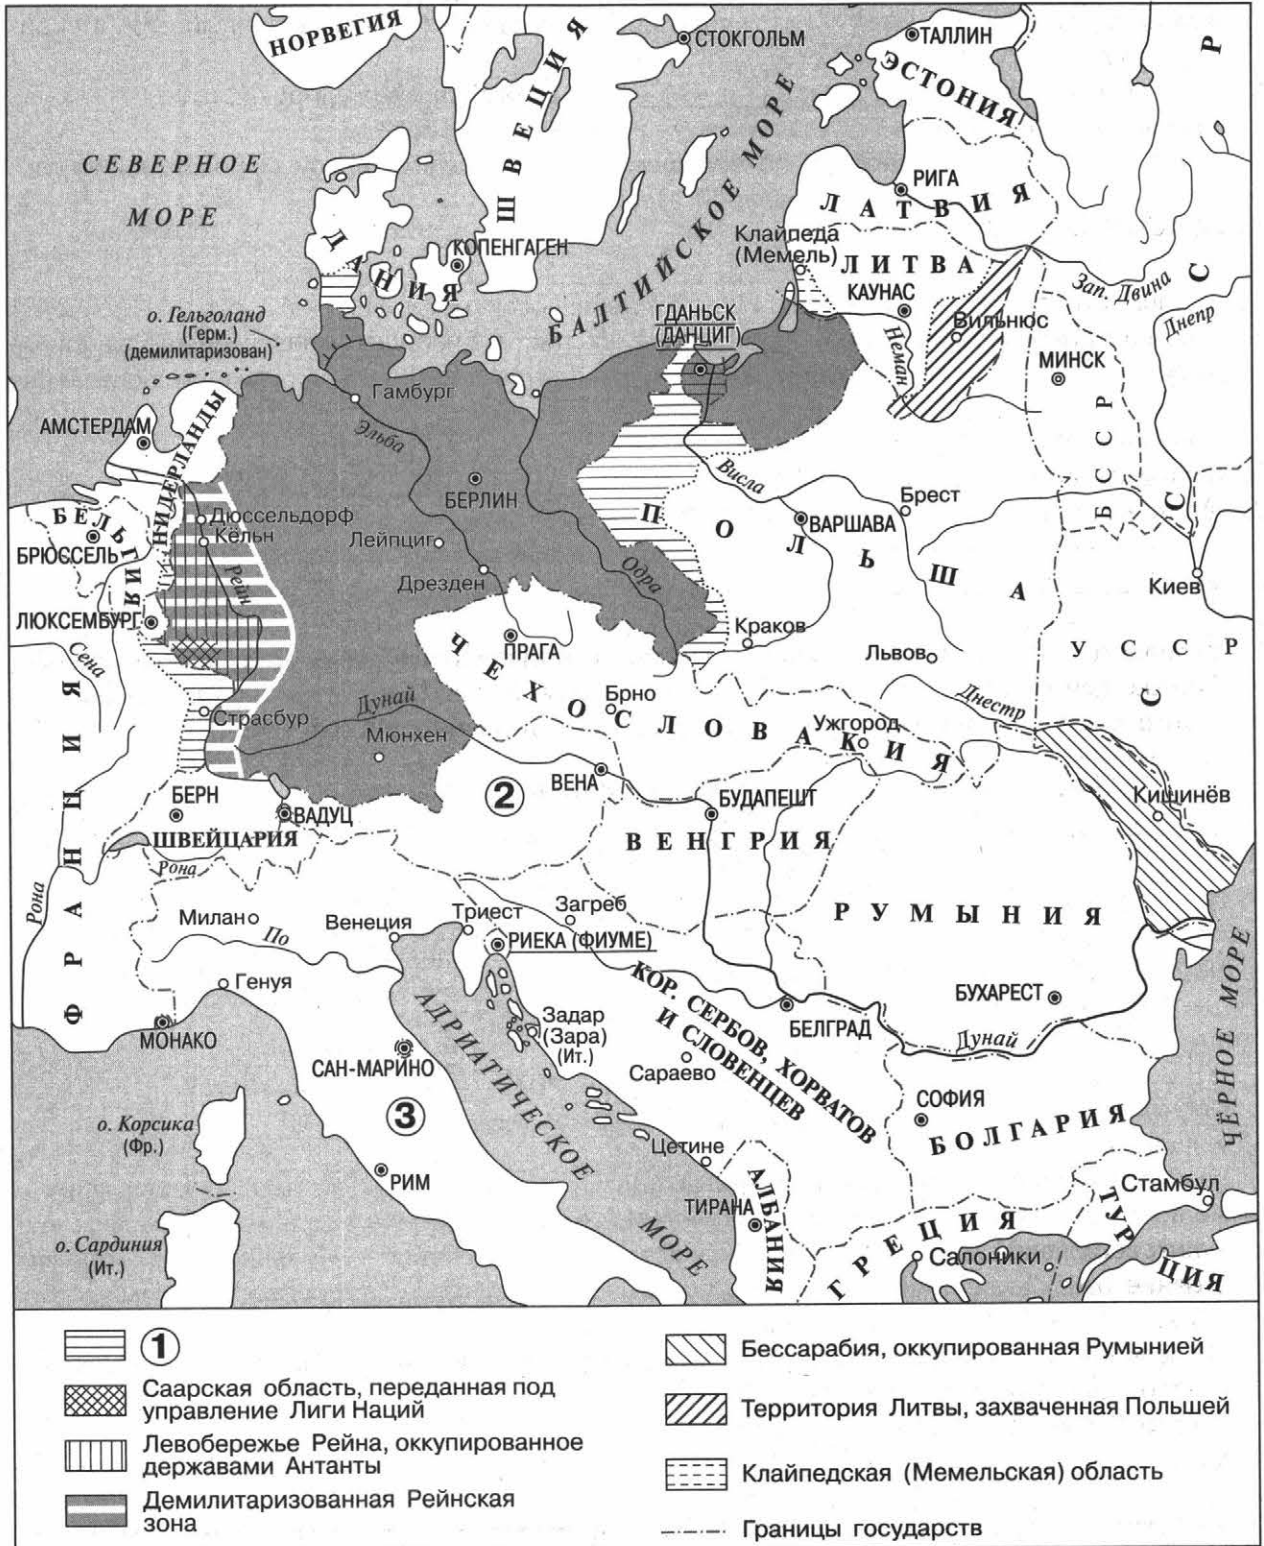 НОРВЕГИЯ
ШВЕЦИЯ
СТОКГОЛЬМ
ТАЛЛИН
ЭСТОНИЯ
Р
СЕВЕРНОЕ
МОРЕ
БАЛТИЙСКОЕ МОРЕ
РИГА
ЛАТВИЯ
ДАНИЯ
КОПЕНГАГЕН
Клайпеда
(Мемель)
ЛИТВА
КАУНАС
Зап. Двина
С
Днепр
о. Гельголанд
(Герм.)
(демилитаризован)
ГДАНЬСК
(ДАНЦИГ)
Неман
Вильнюс
МИНСК
БССР
Гамбург
Эльба
АМСТЕРДАМ
НИДЕРЛАНДЫ
БЕРЛИН
Висла
Брест
ВАРШАВА
ПОЛЬША
С
БЕЛЬГИЯ
БРЮССЕЛЬ
Дюссельдорф
Кёльн
Рейн
Лейпциг
Дрезден
Одра
Киев
ЛЮКСЕМБУРГ
Сена
ПРАГА
Краков
Львов
УССР
С
ЧЕХОСЛОВАКИЯ
Брно
Днестр
Ужгород
Страсбур
Дунай
Мюнхен
ФРАНЦИЯ
2
ВЕНА
БУДАПЕШТ
Кишинёв
БЕРН
ВАДУЦ
ШВЕЙЦАРИЯ
ВЕНГРИЯ
Рона
Рона
Милан
По
Венеция
Триест
Загреб
РИЕКА (ФИУМЕ)
РУМЫНИЯ
Генуя
МОНАКО
АДРИАТИЧЕСКОЕ МОРЕ
КОР. СЕРБОВ, ХОРВАТОВ
И СЛОВЕНЦЕВ
БУХАРЕСТ
БЕЛГРАД
Дунай
ЧЁРНОЕ МОРЕ
САН-МАРИНО
Задар
(Зара)
(Ит.)
Сараево
3
СОФИЯ
БОЛГАРИЯ
о. Корсика
(Фр.)
РИМ
Цетине
АЛБАНИЯ
ТИРАНА
Стамбул
ТУРЦИЯ
ГРЕЦИЯ
Салоники
о. Сардиния
(Ит.)
1
Саарская область, переданная под
управление Лиги Наций
Левобережье Рейна, оккупированное
державами Антанты
Демилитаризованная Рейнская
зона
Бессарабия, оккупированная Румынией
Территория Литвы, захваченная Польшей
Клайпедская (Мемельская) область
Границы государств